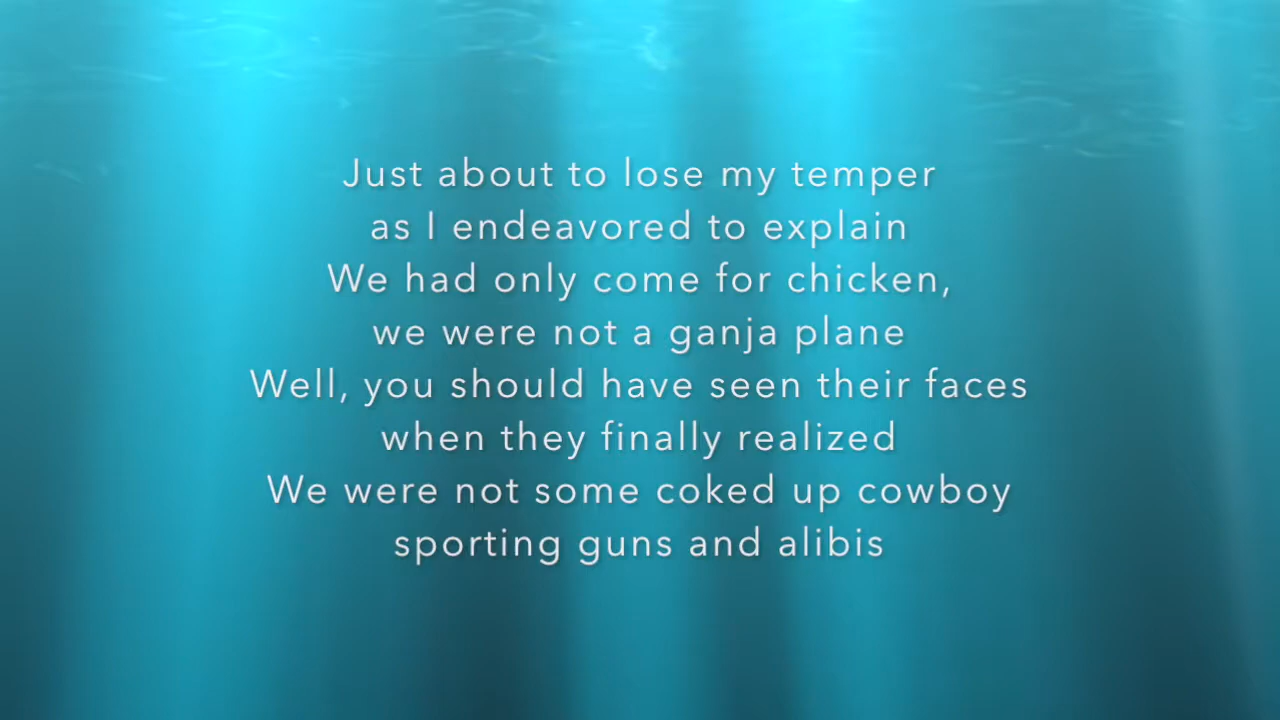 Just about to lose my temper
as I endeavored to explain
We had only come for chicken,
we were not a ganja plane
Well, you should have seen their faces
when they finally realized
We were not some coked up cowboy
sporting guns and alibis